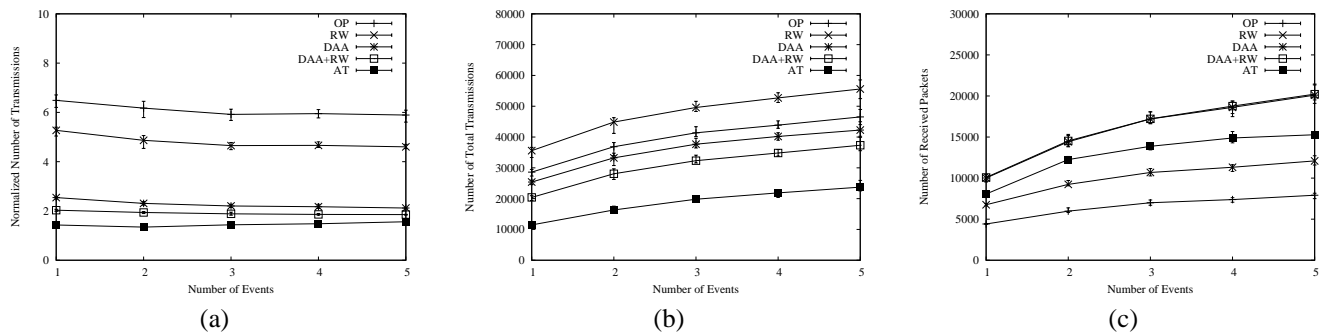 Normalized Number of Transmissions
10
8
6
4
2
0
1 2 3 4 5
Number of Events
OP
RW
DAA
DAA+RW
AT
(a)
Number of Total Transmissions
80000
70000
60000
50000
40000
30000
20000
10000
0
1 2 3 4 5
Number of Events
OP
RW
DAA
DAA+RW
AT
(b)
Number of Received Packets
30000
25000
20000
15000
10000
5000
0
1 2 3 4 5
Number of Events
OP
RW
DAA
DAA+RW
AT
(c)